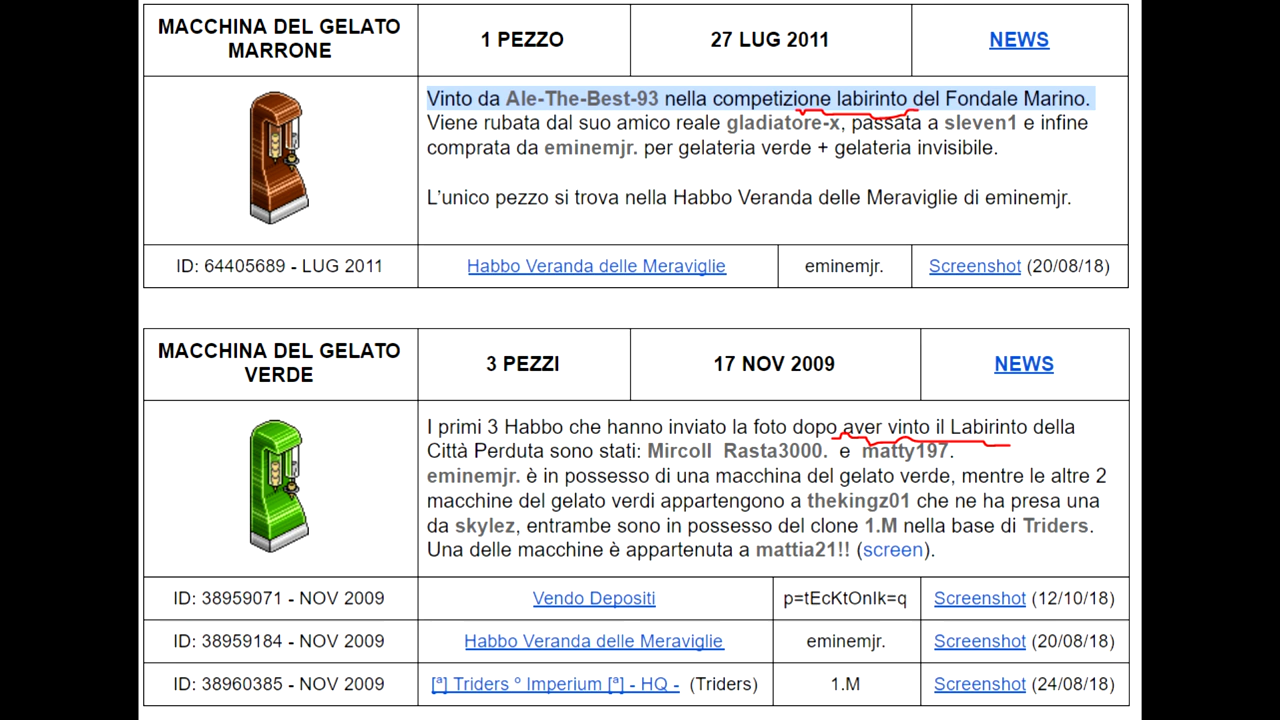 MACCHINA DEL GELATO
MARRONE
1 PEZZO
27 LUG 2011
NEWS
Vinto da Ale-The-Best-93 nella competizione labirinto del Fondale Marino.
Viene rubata dal suo amico reale gladiatore-x, passata a sleven1 e infine
comprata da eminemjr. per gelateria verde + gelateria invisibile.
L'unico pezzo si trova nella Habbo Veranda delle Meraviglie di eminemjr.
ID: 64405689 - LUG 2011
Habbo Veranda delle Meraviglie
eminemjr.
Screenshot (20/08/18)
MACCHINA DEL GELATO
VERDE
3 PEZZI
17 NOV 2009
NEWS
I primi 3 Habbo che hanno inviato la foto dopo aver vinto il Labirinto della
Città Perduta sono stati: Mircoll Rasta3000. e matty197.
eminemjr. è in possesso di una macchina del gelato verde, mentre le altre 2
macchine del gelato verdi appartengono a thekingz01 che ne ha presa una
da skylez, entrambe sono in possesso del clone 1.M nella base di Triders.
Una delle macchine è appartenuta a mattia21!! (screen).
ID: 38959071 - NOV 2009
Vendo Depositi
p=tEcKtOnIk=q
Screenshot (12/10/18)
ID: 38959184 - NOV 2009
Habbo Veranda delle Meraviglie
eminemjr.
Screenshot (20/08/18)
ID: 38960385 - NOV 2009
[ª] Triders º Imperium [ª] - HQ - (Triders)
1.M
Screenshot (24/08/18)